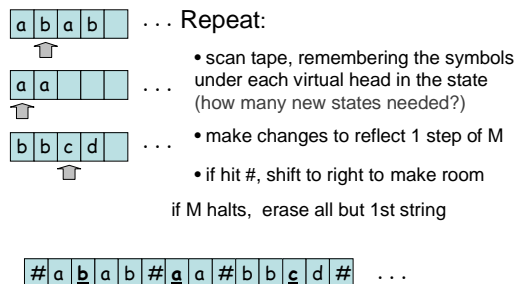 a b a b . . .
Repeat:
• scan tape, remembering the symbols
under each virtual head in the state
(how many new states needed?)
a a . . .
• make changes to reflect 1 step of M
b b c d . . .
• if hit #, shift to right to make room
if M halts, erase all but 1st string
# a b a b # a a # b b c d # . . .